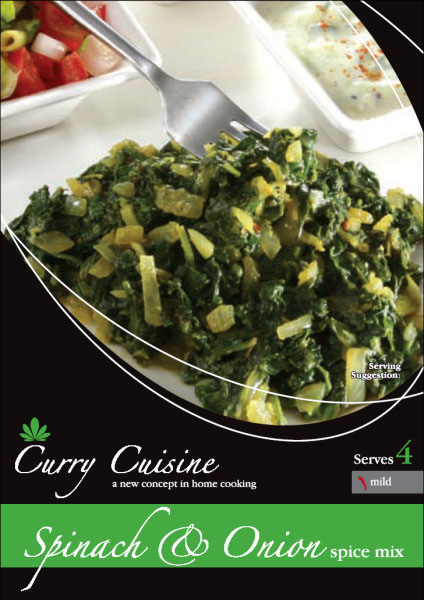 Serving
Suggestion:
Curry Cuisine
a new concept in home cooking
Serves 4
mild
Spinach & Onion spice mix